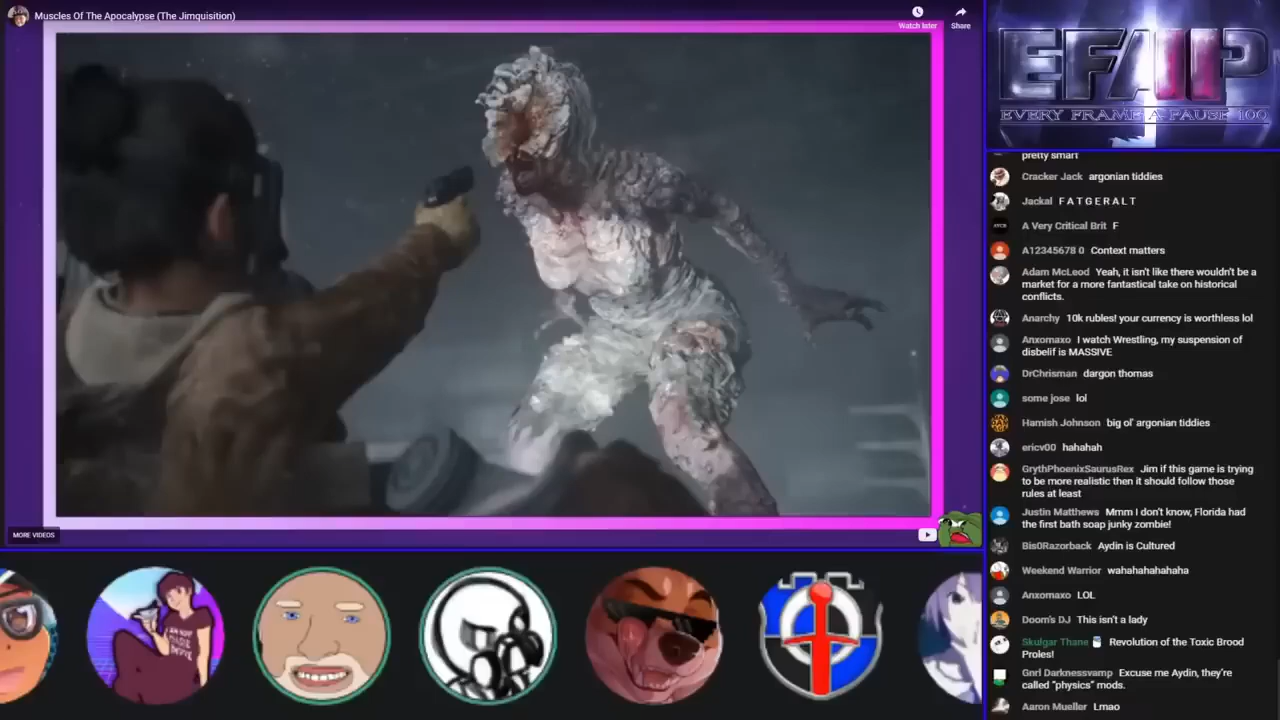 Muscles Of The Apocalypse (The Jimquisition)
Watch later
Share
MORE VIDEOS
EFAP
EVERY FRAME A PAUSE 100
pretty smart
Cracker Jack argonian tiddies
Jackal F A T G E R A L T
A Very Critical Brit F
A12345678 0 Context matters
Adam McLeod Yeah, it isn't like there wouldn't be a
market for a more fantastical take on historical
conflicts.
Anarchy 10k rubles! your currency is worthless lol
Anxomaxo I watch Wrestling, my suspension of
disbelif is MASSIVE
DrChrisman dargon thomas
some jose lol
Hamish Johnson big ol' argonian tiddies
ericv00 hahahah
GrythPhoenixSaurusRex Jim if this game is trying
to be more realistic then it should follow those
rules at least
Justin Matthews Mmm I don't know, Florida had
the first bath soap junky zombie!
Bis0Razorback Aydin is Cultured
Weekend Warrior wahahahahahaha
Anxomaxo LOL
Doom's DJ This isn't a lady
Skulgar Thane Revolution of the Toxic Brood
Proles!
Gnrl Darknessvamp Excuse me Aydin, they're
called "physics" mods.
Aaron Mueller Lmao